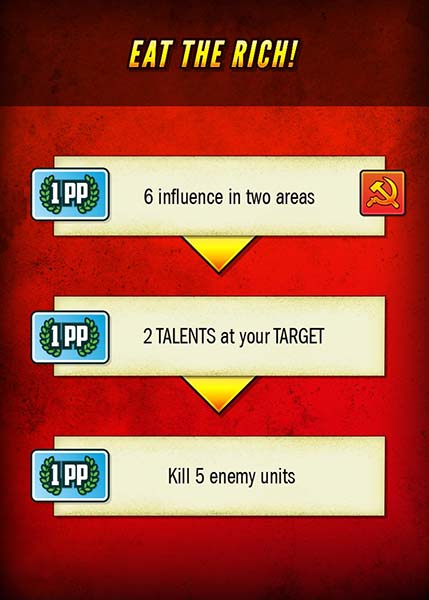 EAT THE RICH!
1 PP 6 influence in two areas
1 PP 2 TALENTS at your TARGET
1 PP Kill 5 enemy units